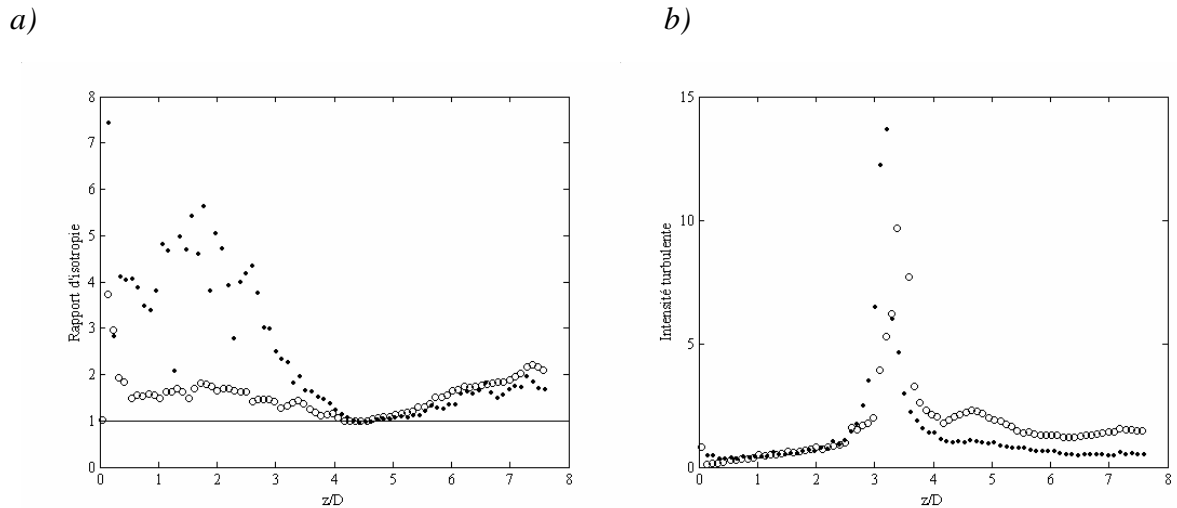 a)
b)
8
7
6
5
4
3
2
1
0
Rapport d'isotropie
0 1 2 3 4 5 6 7 8
z/D
15
10
5
0
Intensité turbulente
0 1 2 3 4 5 6 7 8
z/D